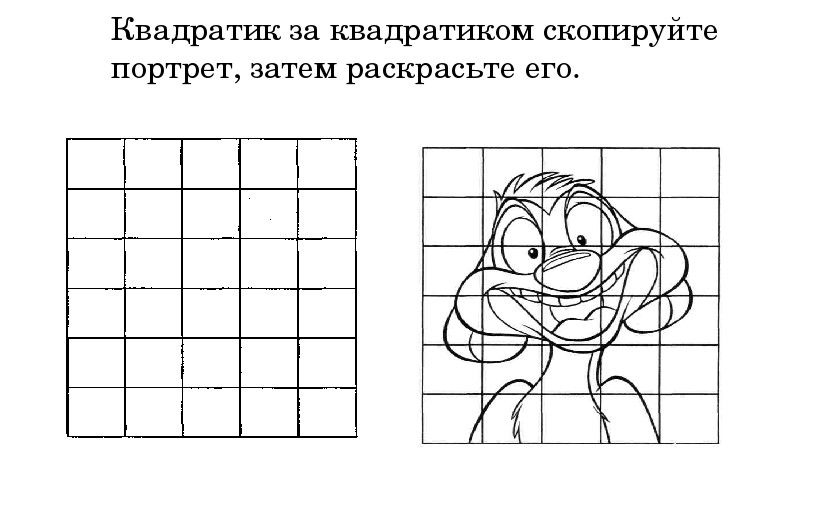 Квадратик за квадратиком скопируйте
портрет, затем раскрасьте его.